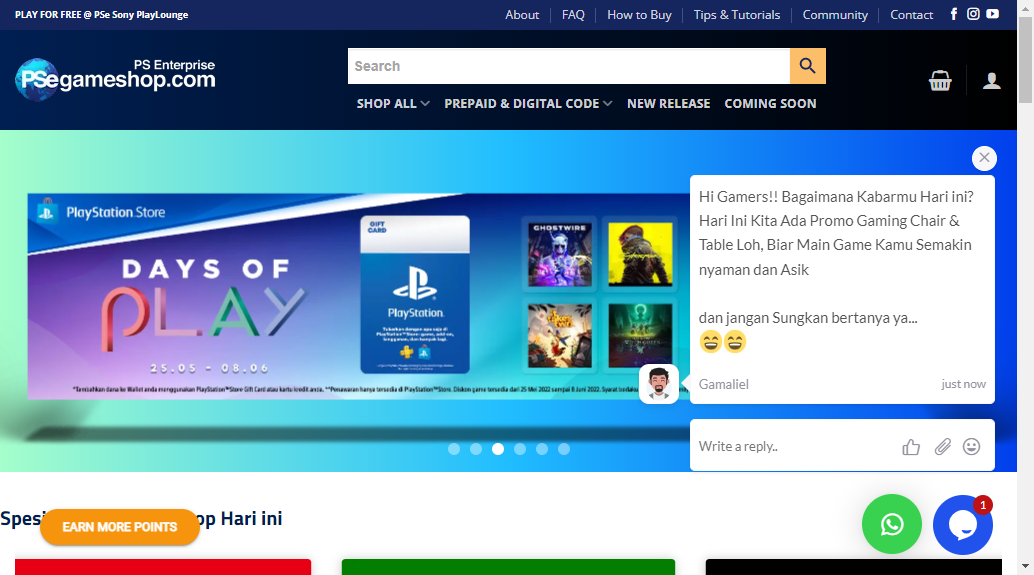 PLAY FOR FREE @ PSe Sony PlayLounge
About
FAQ
How to Buy
Tips & Tutorials
Community
Contact
PS Enterprise
PSegameshop.com
Search
SHOP ALL
PREPAID & DIGITAL CODE
NEW RELEASE
COMING SOON
PlayStation Store
DAYS OF
PLAY
25.05 - 08.06
GIFT
CARD
PlayStation.
GHOSTWIRE
*Tambahkan dana ke Wallet anda menggunakan PlayStation™Store Gift Card atau kartu kredit anda. **Penawaran hanya tersedia di PlayStation™Store. Diskon game tersedia dari 25 Mei 2022 sampai 8 Juni 2022. Syarat
Hi Gamers!! Bagaimana Kabarmu Hari ini?
Hari Ini Kita Ada Promo Gaming Chair &
Table Loh, Biar Main Game Kamu Semakin
nyaman dan Asik
dan jangan Sungkan bertanya ya...
😄😄
Gamaliel
just now
Write a reply..
Spesi
op Hari ini
EARN MORE POINTS
1